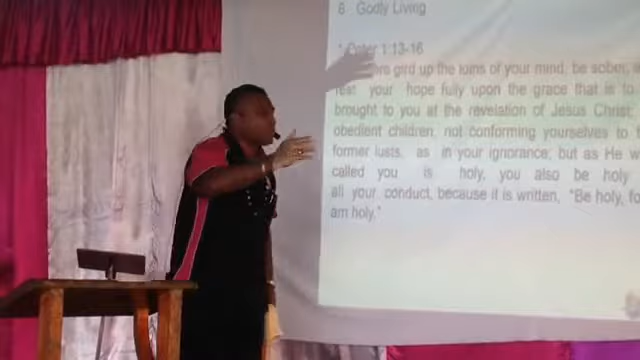 6 Godly Living
Peter 1:13-16
gird up the loins of your mind, be sober,
rest your hope fully upon the grace that is to
brought to you at the revelation of Jesus Christ,
obedient children, not conforming yourselves to
former lusts, as in your ignorance; but as He
called you is holy, you also be holy
all your conduct, because it is written, "Be holy,
am holy."